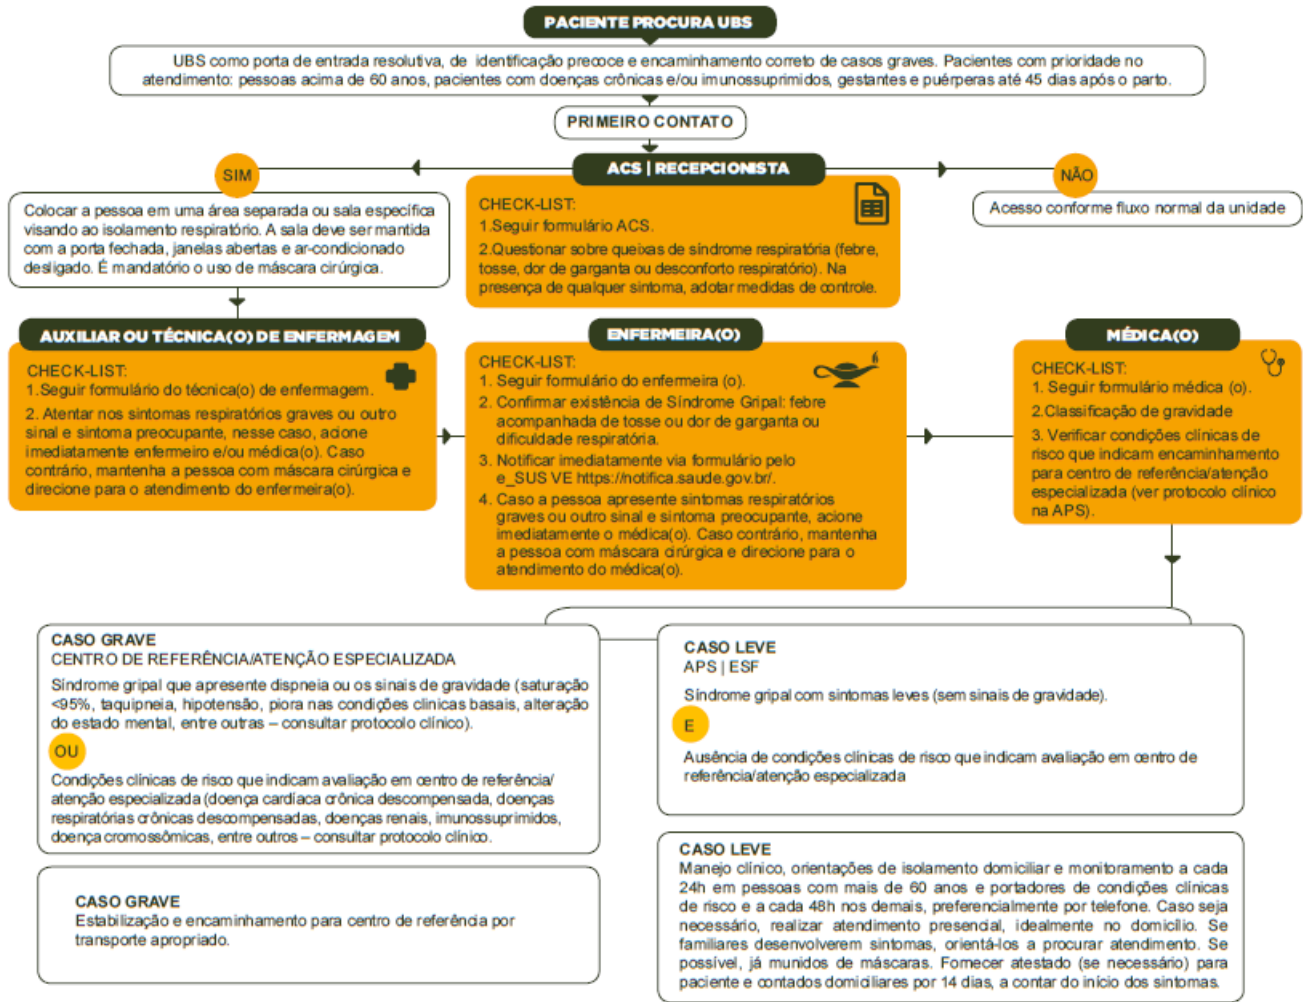 PACIENTE PROCURA UBS
UBS como porta de entrada resolutiva, de identificação precoce e encaminhamento correto de casos graves. Pacientes com prioridade no
atendimento: pessoas acima de 60 anos, pacientes com doenças crônicas e/ou imunossuprimidos, gestantes e puérperas até 45 dias após o parto.
PRIMEIRO CONTATO
SIM
ACS | RECEPCIONISTA
NÃO
Colocar a pessoa em uma área separada ou sala específica
visando ao isolamento respiratório. A sala deve ser mantida
com a porta fechada, janelas abertas e ar-condicionado
desligado. É mandatório o uso de máscara cirúrgica.
CHECK-LIST:
1.Seguir formulário ACS.
2.Questionar sobre queixas de síndrome respiratória (febre,
tosse, dor de garganta ou desconforto respiratório). Na
presença de qualquer sintoma, adotar medidas de controle.
Acesso conforme fluxo normal da unidade
AUXILIAR OU TÉCNICA(O) DE ENFERMAGEM
CHECK-LIST:
1.Seguir formulário do técnica(o) de enfermagem.
2. Atentar nos sintomas respiratórios graves ou outro
sinal e sintoma preocupante, nesse caso, acione
imediatamente enfermeiro e/ou médica(o). Caso
contrário, mantenha a pessoa com máscara cirúrgica e
direcione para o atendimento do enfermeira(o).
ENFERMEIRA(O)
CHECK-LIST:
1. Seguir formulário do enfermeira (o).
2. Confirmar existência de Síndrome Gripal: febre
acompanhada de tosse ou dor de garganta ou
dificuldade respiratória.
3. Notificar imediatamente via formulário pelo
e_SUS VE https://notifica.saude.gov.br/.
4. Caso a pessoa apresente sintomas respiratórios
graves ou outro sinal e sintoma preocupante, acione
imediatamente o médica(o). Caso contrário, mantenha
a pessoa com máscara cirúrgica e direcione para o
atendimento do médica(o).
MÉDICA(O)
CHECK-LIST:
1. Seguir formulário médica (o).
2.Classificação de gravidade
3. Verificar condições clínicas de
risco que indicam encaminhamento
para centro de referência/atenção
especializada (ver protocolo clínico
na APS).
CASO GRAVE
CENTRO DE REFERÊNCIA/ATENÇÃO ESPECIALIZADA
Síndrome gripal que apresente dispneia ou os sinais de gravidade (saturação
<95%, taquipneia, hipotensão, piora nas condições clinicas basais, alteração
do estado mental, entre outras – consultar protocolo clínico).
OU
Condições clínicas de risco que indicam avaliação em centro de referência/
atenção especializada (doença cardíaca crônica descompensada, doenças
respiratórias crônicas descompensadas, doenças renais, imunossuprimidos,
doença cromossômicas, entre outros – consultar protocolo clínico.
CASO GRAVE
Estabilização e encaminhamento para centro de referência por
transporte apropriado.
CASO LEVE
APS | ESF
Síndrome gripal com sintomas leves (sem sinais de gravidade).
E
Ausência de condições clínicas de risco que indicam avaliação em centro de
referência/atenção especializada
CASO LEVE
Manejo clínico, orientações de isolamento domiciliar e monitoramento a cada
24h em pessoas com mais de 60 anos e portadores de condições clínicas
de risco e a cada 48h nos demais, preferencialmente por telefone. Caso seja
necessário, realizar atendimento presencial, idealmente no domicílio. Se
familiares desenvolverem sintomas, orientá-los a procurar atendimento. Se
possível, já munidos de máscaras. Fornecer atestado (se necessário) para
paciente e contados domiciliares por 14 dias, a contar do início dos sintomas.